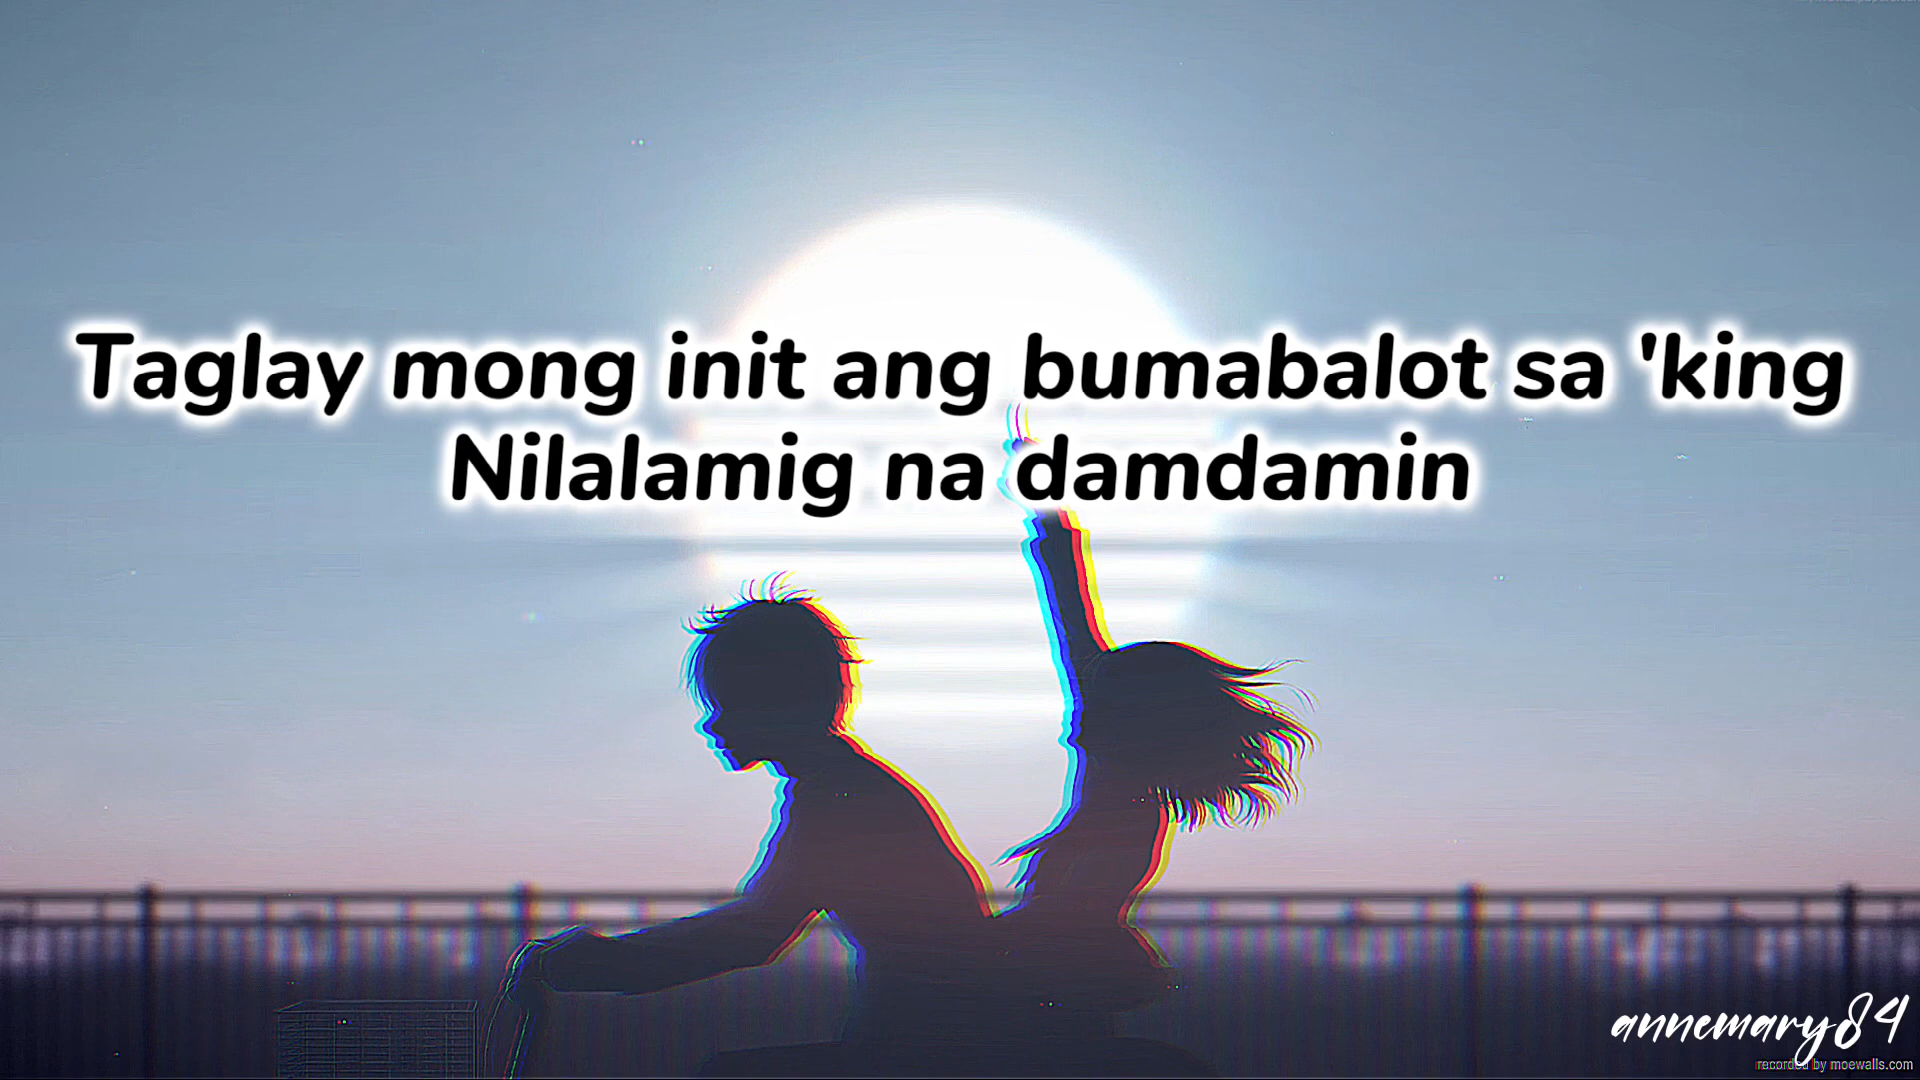 Taglay mong init ang bumabalot sa 'king
Nilalamig na damdamin
annemary84
recorded by moewalls.com